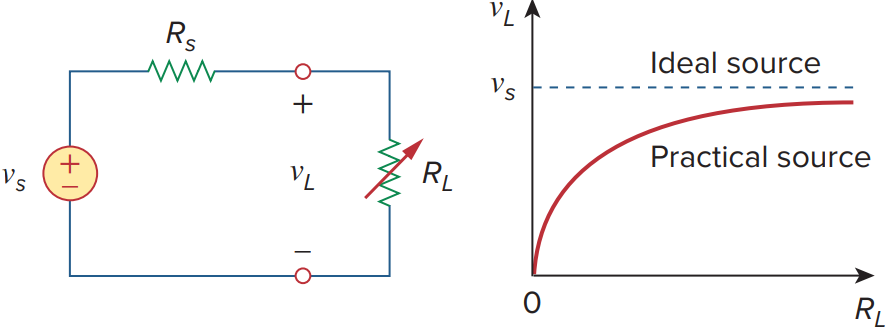 R_s
+
v_s
+
−
v_L
R_L
−
v_L
v_s
Ideal source
Practical source
0
R_L